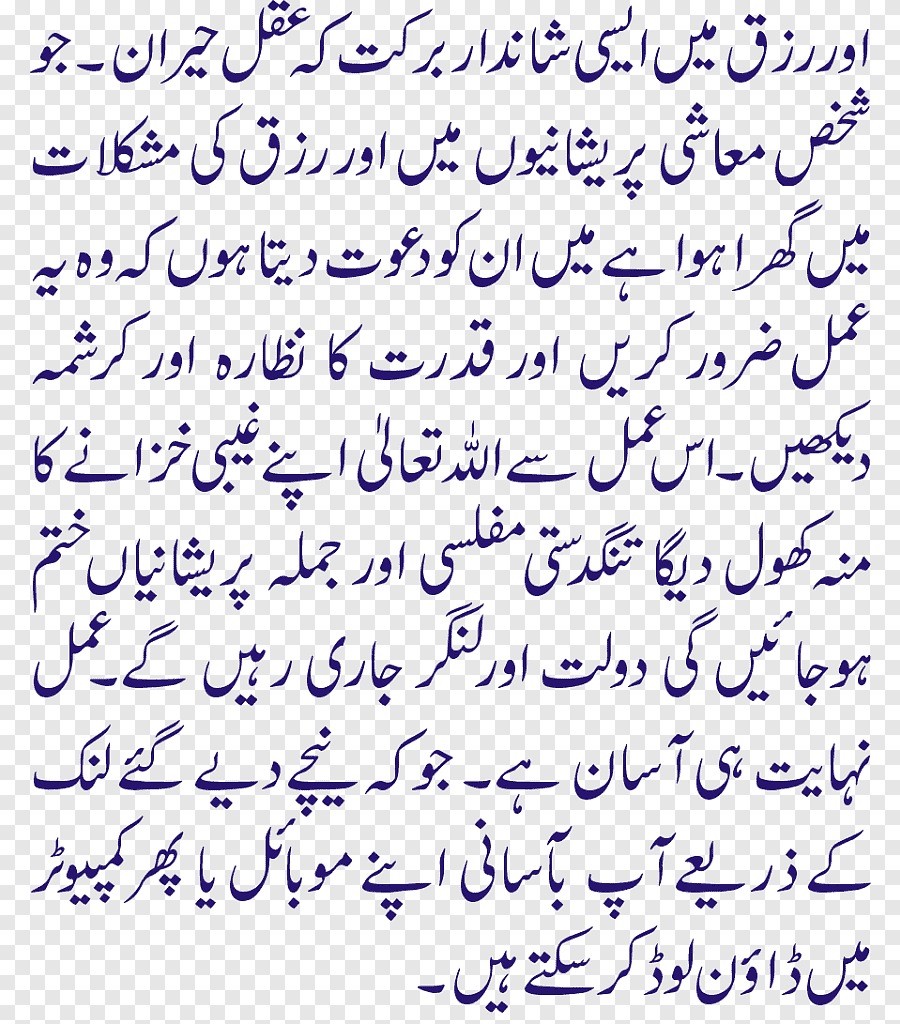 اور رزق میں ایسی شاندار برکت کہ عقل حیران ۔ جو
شخص معاشی پریشانیوں میں اور رزق کی مشکلات
میں گھرا ہوا ہے میں ان کو دعوت دیتا ہوں کہ وہ یہ
عمل ضرور کریں اور قدرت کا نظارہ اور کرشمہ
دیکھیں۔ اس عمل سے اللہ تعالیٰ اپنے غیبی خزانے کا
منہ کھول دیگا تنگدستی مفلسی اور جملہ پریشانیاں ختم
ہو جائیں گی دولت اور لنگر جاری رہیں گے۔ عمل
نہایت ہی آسان ہے۔ جو کہ نیچے دیے گئے لنک
کے ذریعے آپ بآسانی اپنے موبائل یا پھر کمپیوٹر
میں ڈاؤن لوڈ کر سکتے ہیں۔